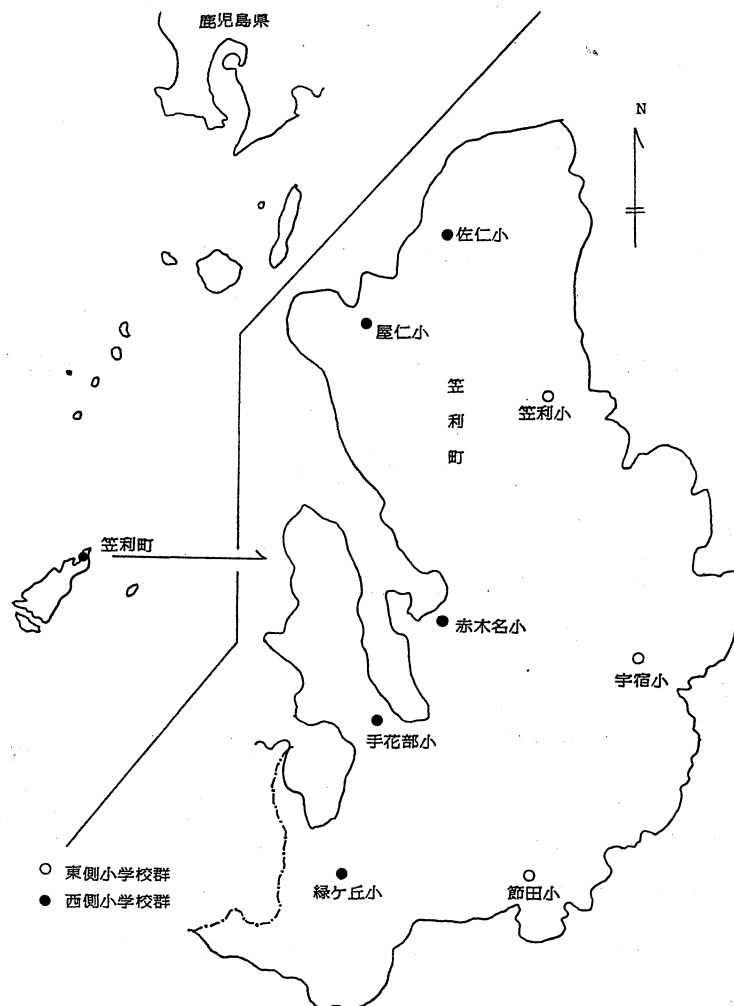 鹿児島県
N
佐仁小
屋仁小
笠利町
笠利小
笠利町
赤木名小
宇宿小
手花部小
緑ケ丘小
節田小
○ 東側小学校群
● 西側小学校群